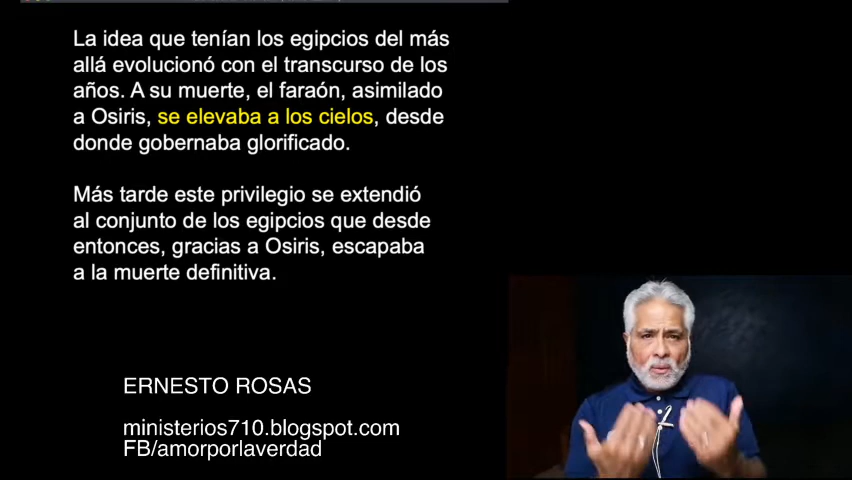 La idea que tenían los egipcios del más
allá evolucionó con el transcurso de los
años. A su muerte, el faraón, asimilado
a Osiris, se elevaba a los cielos, desde
donde gobernaba glorificado.
Más tarde este privilegio se extendió
al conjunto de los egipcios que desde
entonces, gracias a Osiris, escapaba
a la muerte definitiva.
ERNESTO ROSAS
ministerios710.blogspot.com
FB/amorporlaverdad